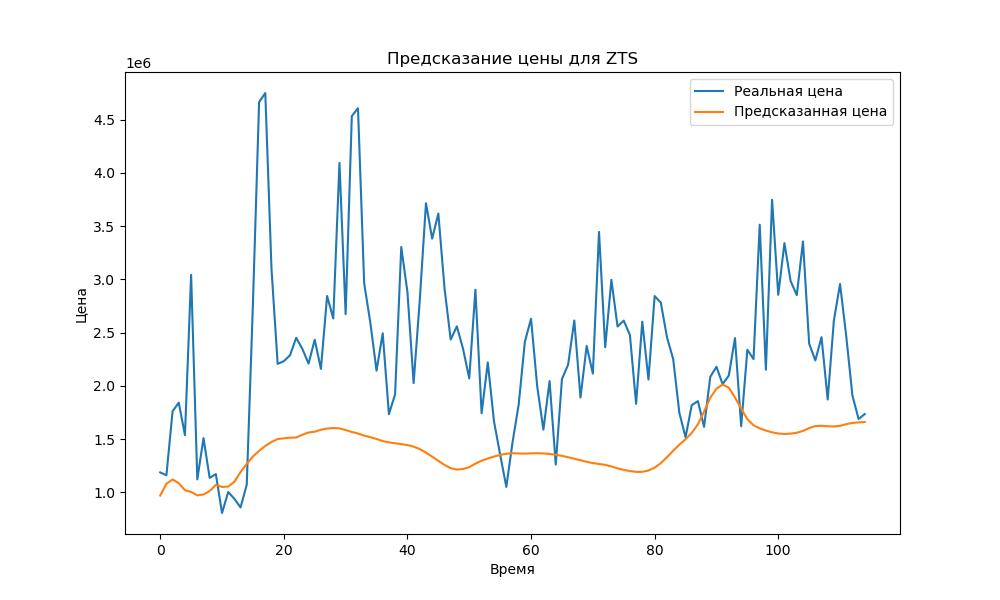 Предсказание цены для ZTS
1e6
Реальная цена
Предсказанная цена
4.5
4.0
3.5
3.0
2.5
2.0
1.5
1.0
Цена
0 20 40 60 80 100
Время